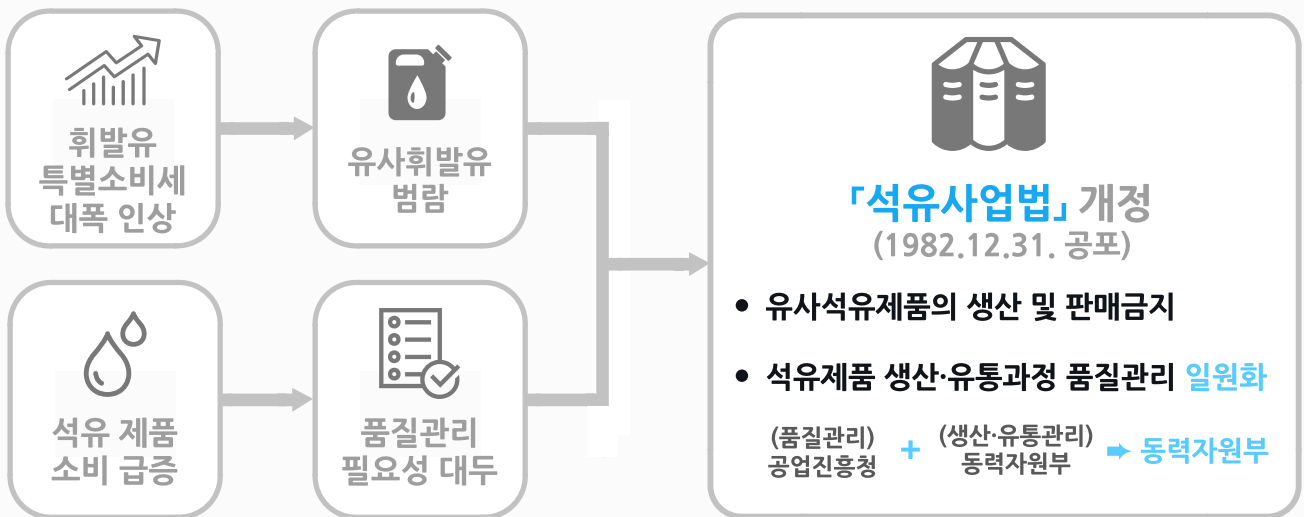 휘발유
특별소비세
대폭 인상
유사휘발유
범람
석유 제품
소비 급증
품질관리
필요성 대두
「석유사업법」 개정
(1982.12.31. 공포)
• 유사석유제품의 생산 및 판매금지
• 석유제품 생산·유통과정 품질관리 일원화
(품질관리)
공업진흥청
+
(생산·유통관리)
동력자원부
➡ 동력자원부